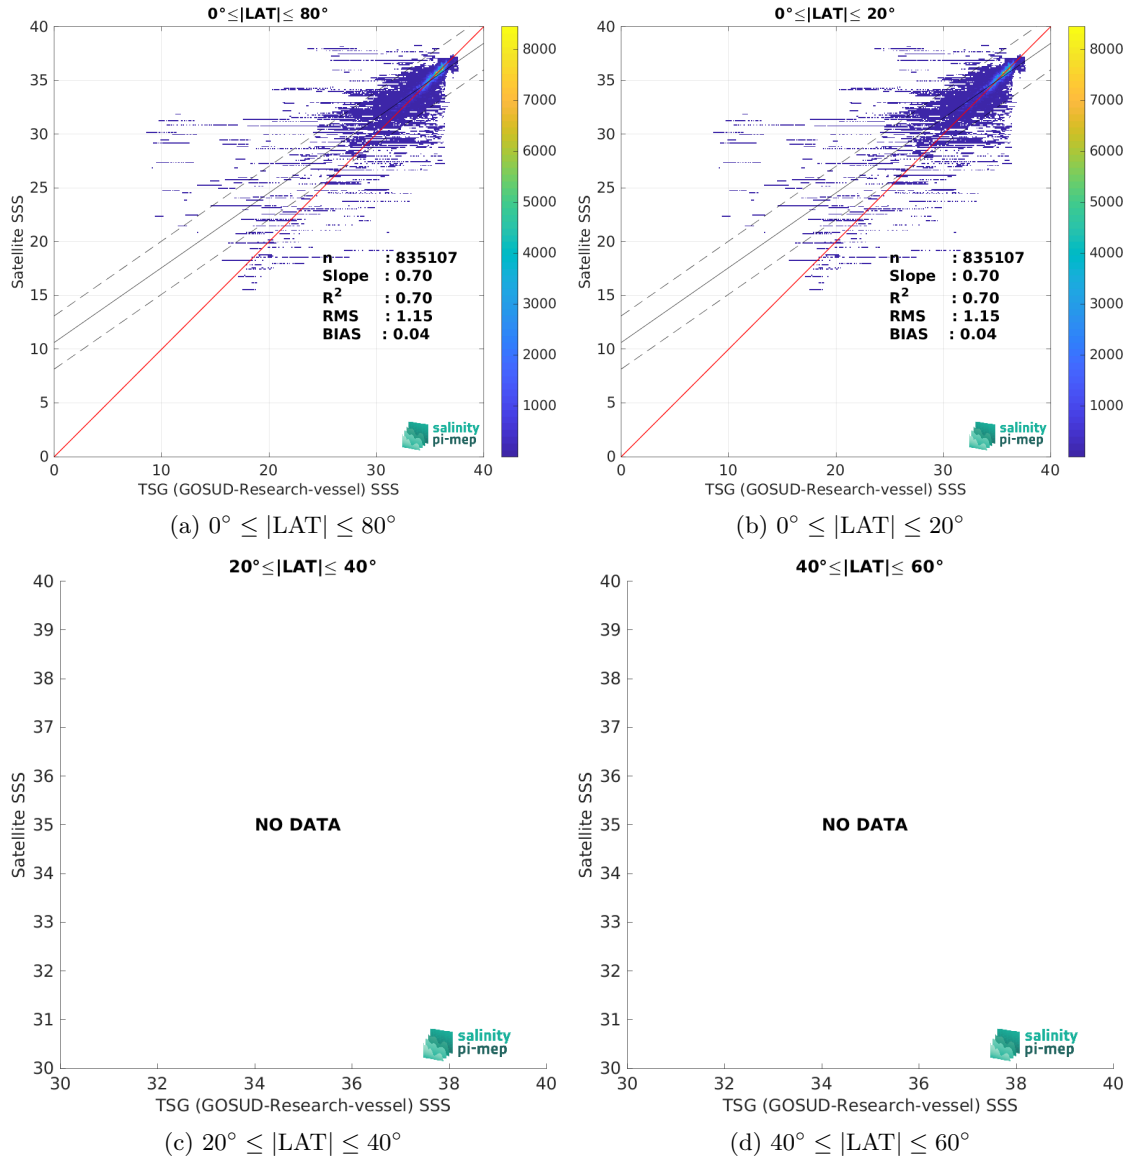 0°≤|LAT|≤ 80°
40
35
30
25
20
15
10
5
0
Satellite SSS
n : 835107
Slope : 0.70
R² : 0.70
RMS : 1.15
BIAS : 0.04
salinity
pi-mep
0 10 20 30 40
TSG (GOSUD-Research-vessel) SSS
8000
7000
6000
5000
4000
3000
2000
1000
(a) 0° ≤ |LAT| ≤ 80°
0°≤|LAT|≤ 20°
40
35
30
25
20
15
10
5
0
Satellite SSS
n : 835107
Slope : 0.70
R² : 0.70
RMS : 1.15
BIAS : 0.04
salinity
pi-mep
0 10 20 30 40
TSG (GOSUD-Research-vessel) SSS
8000
7000
6000
5000
4000
3000
2000
1000
(b) 0° ≤ |LAT| ≤ 20°
20°≤|LAT|≤ 40°
40
39
38
37
36
35
34
33
32
31
30
Satellite SSS
NO DATA
salinity
pi-mep
30 32 34 36 38 40
TSG (GOSUD-Research-vessel) SSS
(c) 20° ≤ |LAT| ≤ 40°
40°≤|LAT|≤ 60°
40
39
38
37
36
35
34
33
32
31
30
Satellite SSS
NO DATA
salinity
pi-mep
30 32 34 36 38 40
TSG (GOSUD-Research-vessel) SSS
(d) 40° ≤ |LAT| ≤ 60°